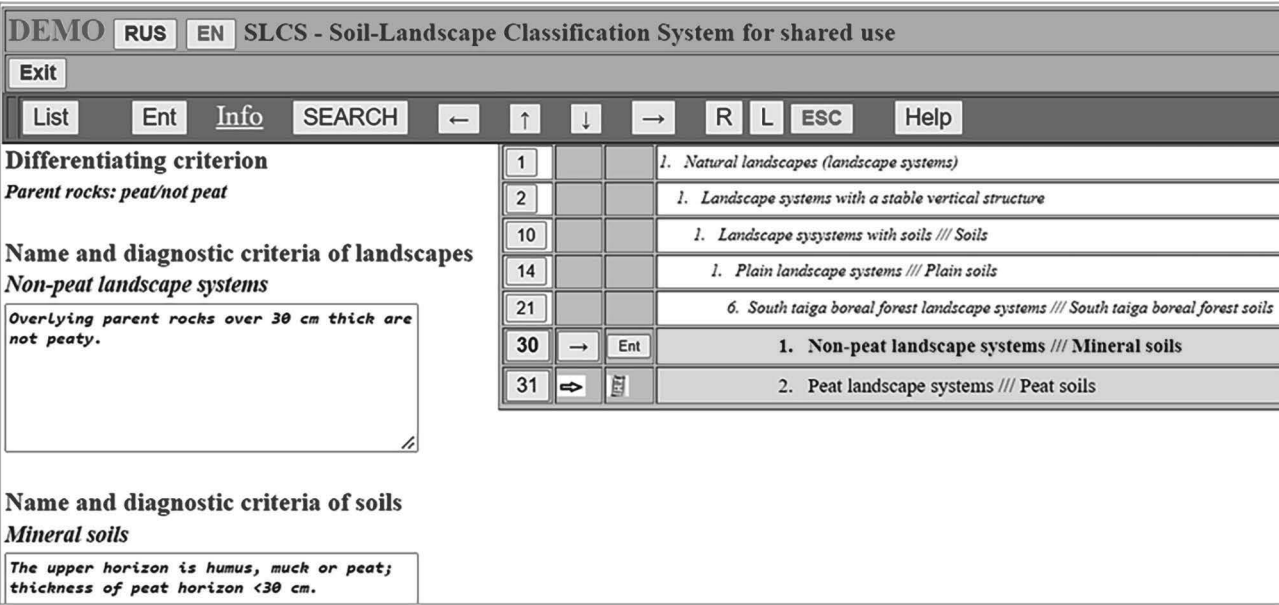 DEMO RUS EN SLCS - Soil-Landscape Classification System for shared use
Exit
List Ent Info SEARCH ← ↑ ↓ → R L ESC Help
Differentiating criterion
Parent rocks: peat/not peat
Name and diagnostic criteria of landscapes
Non-peat landscape systems
Overlying parent rocks over 30 cm thick are
not peaty.
Name and diagnostic criteria of soils
Mineral soils
The upper horizon is humus, muck or peat;
thickness of peat horizon <30 cm.
1 1. Natural landscapes (landscape systems)
2 1. Landscape systems with a stable vertical structure
10 1. Landscape sysystems with soils /// Soils
14 1. Plain landscape systems /// Plain soils
21 6. South taiga boreal forest landscape systems /// South taiga boreal forest soils
30 → Ent 1. Non-peat landscape systems /// Mineral soils
31 ⇨ 2. Peat landscape systems /// Peat soils